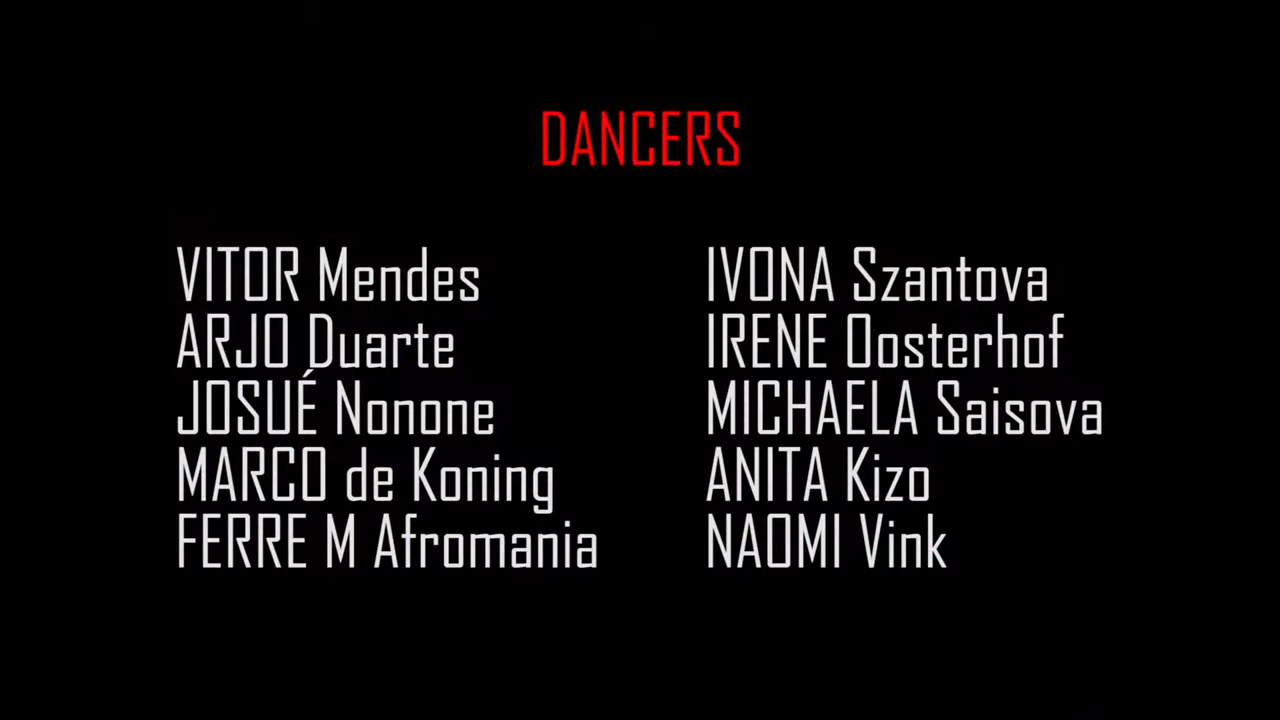 DANCERS
VITOR Mendes
ARJO Duarte
JOSUÉ Nonone
MARCO de Koning
FERRE M Afromania
IVONA Szantova
IRENE Oosterhof
MICHAELA Saisova
ANITA Kizo
NAOMI Vink